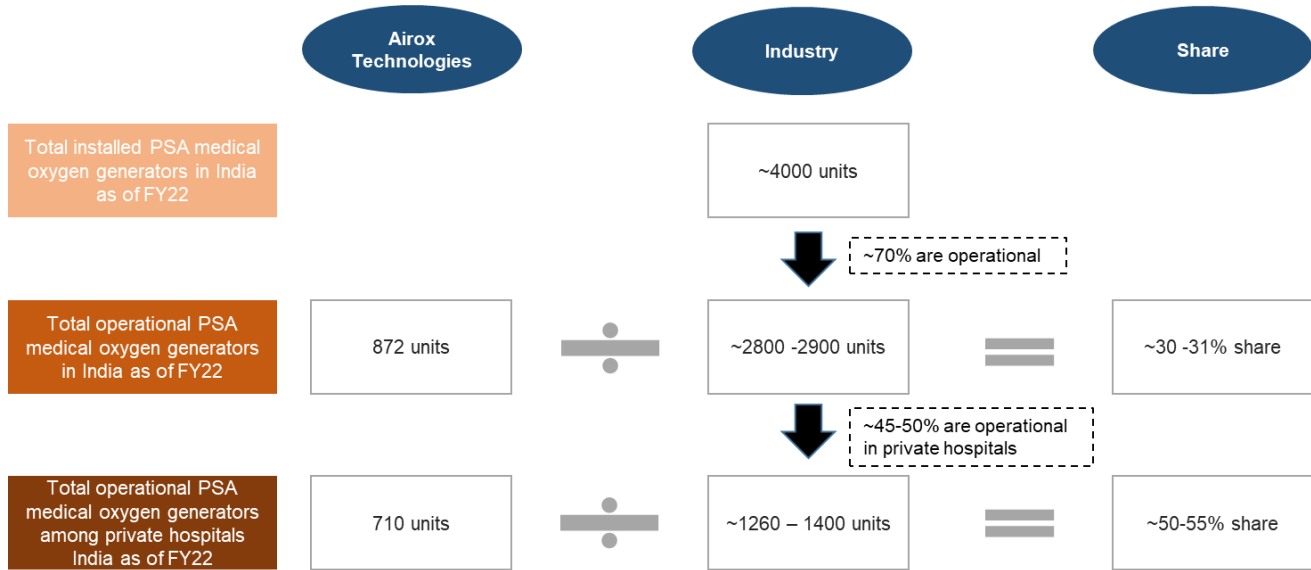 Airox
Technologies
Industry
Share
Total installed PSA medical
oxygen generators in India
as of FY22
~4000 units
~70% are operational
Total operational PSA
medical oxygen generators
in India as of FY22
872 units
~2800 -2900 units
~30 -31% share
~45-50% are operational
in private hospitals
Total operational PSA
medical oxygen generators
among private hospitals
India as of FY22
710 units
~1260 – 1400 units
~50-55% share